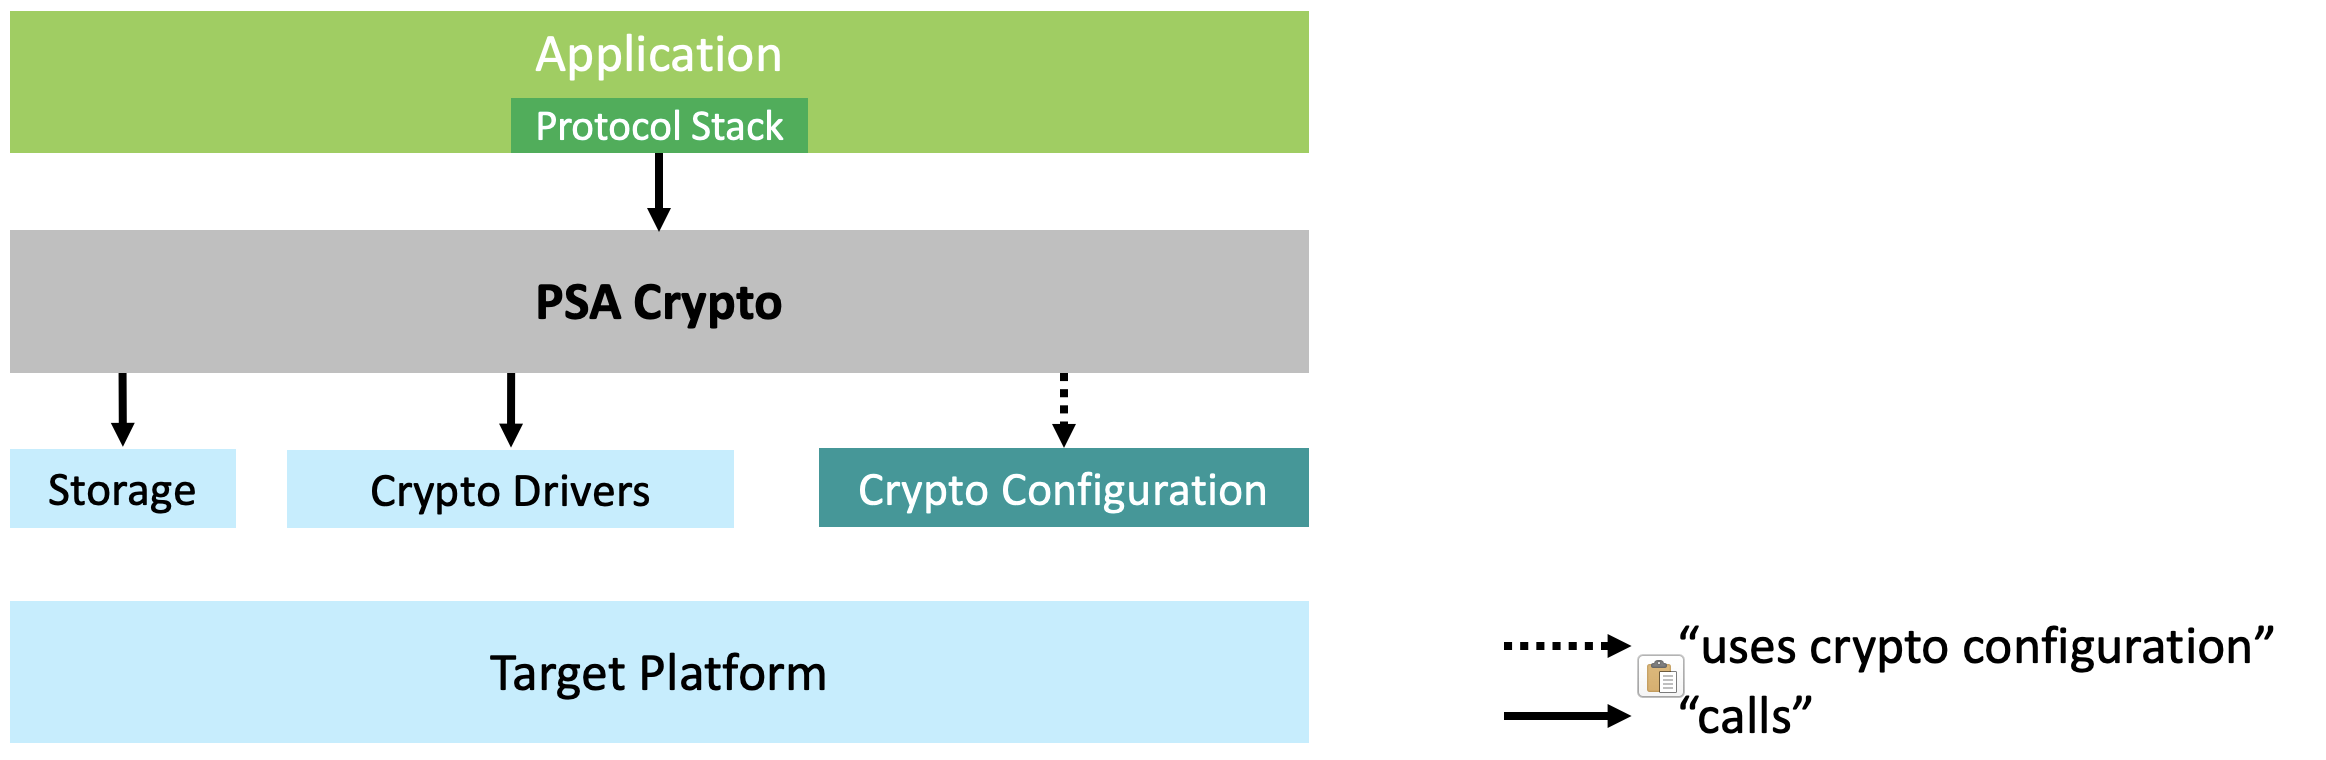 Application
Protocol Stack
PSA Crypto
Storage
Crypto Drivers
Crypto Configuration
Target Platform
“uses crypto configuration”
“calls”